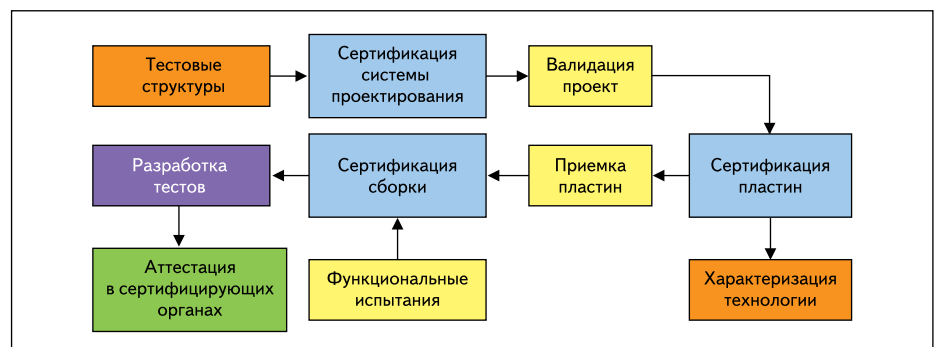 Тестовые
структуры
Сертификация
системы
проектирования
Валидация
проект
Разработка
тестов
Сертификация
сборки
Приемка
пластин
Сертификация
пластин
Аттестация
в сертифицирующих
органах
Функциональные
испытания
Характеризация
технологии